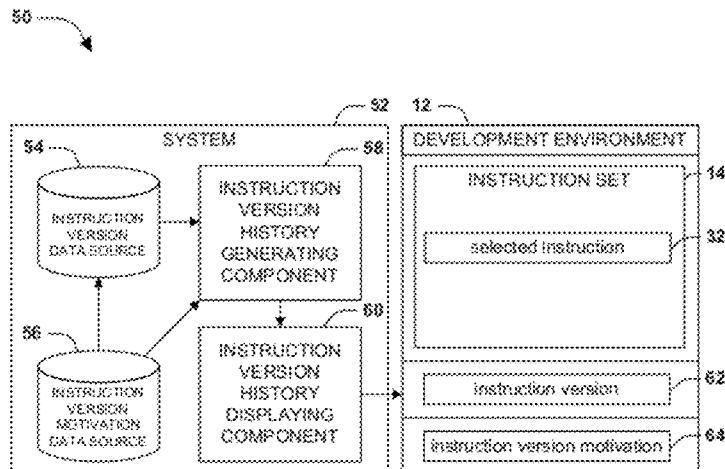 50
52
12
SYSTEM
DEVELOPMENT ENVIRONMENT
54
58
14
INSTRUCTION
VERSION
DATA SOURCE
INSTRUCTION
VERSION
HISTORY
GENERATING
COMPONENT
INSTRUCTION SET
selected instruction
32
56
60
INSTRUCTION
VERSION
MOTIVATION
DATA SOURCE
INSTRUCTION
VERSION
HISTORY
DISPLAYING
COMPONENT
instruction version
62
instruction version motivation
64